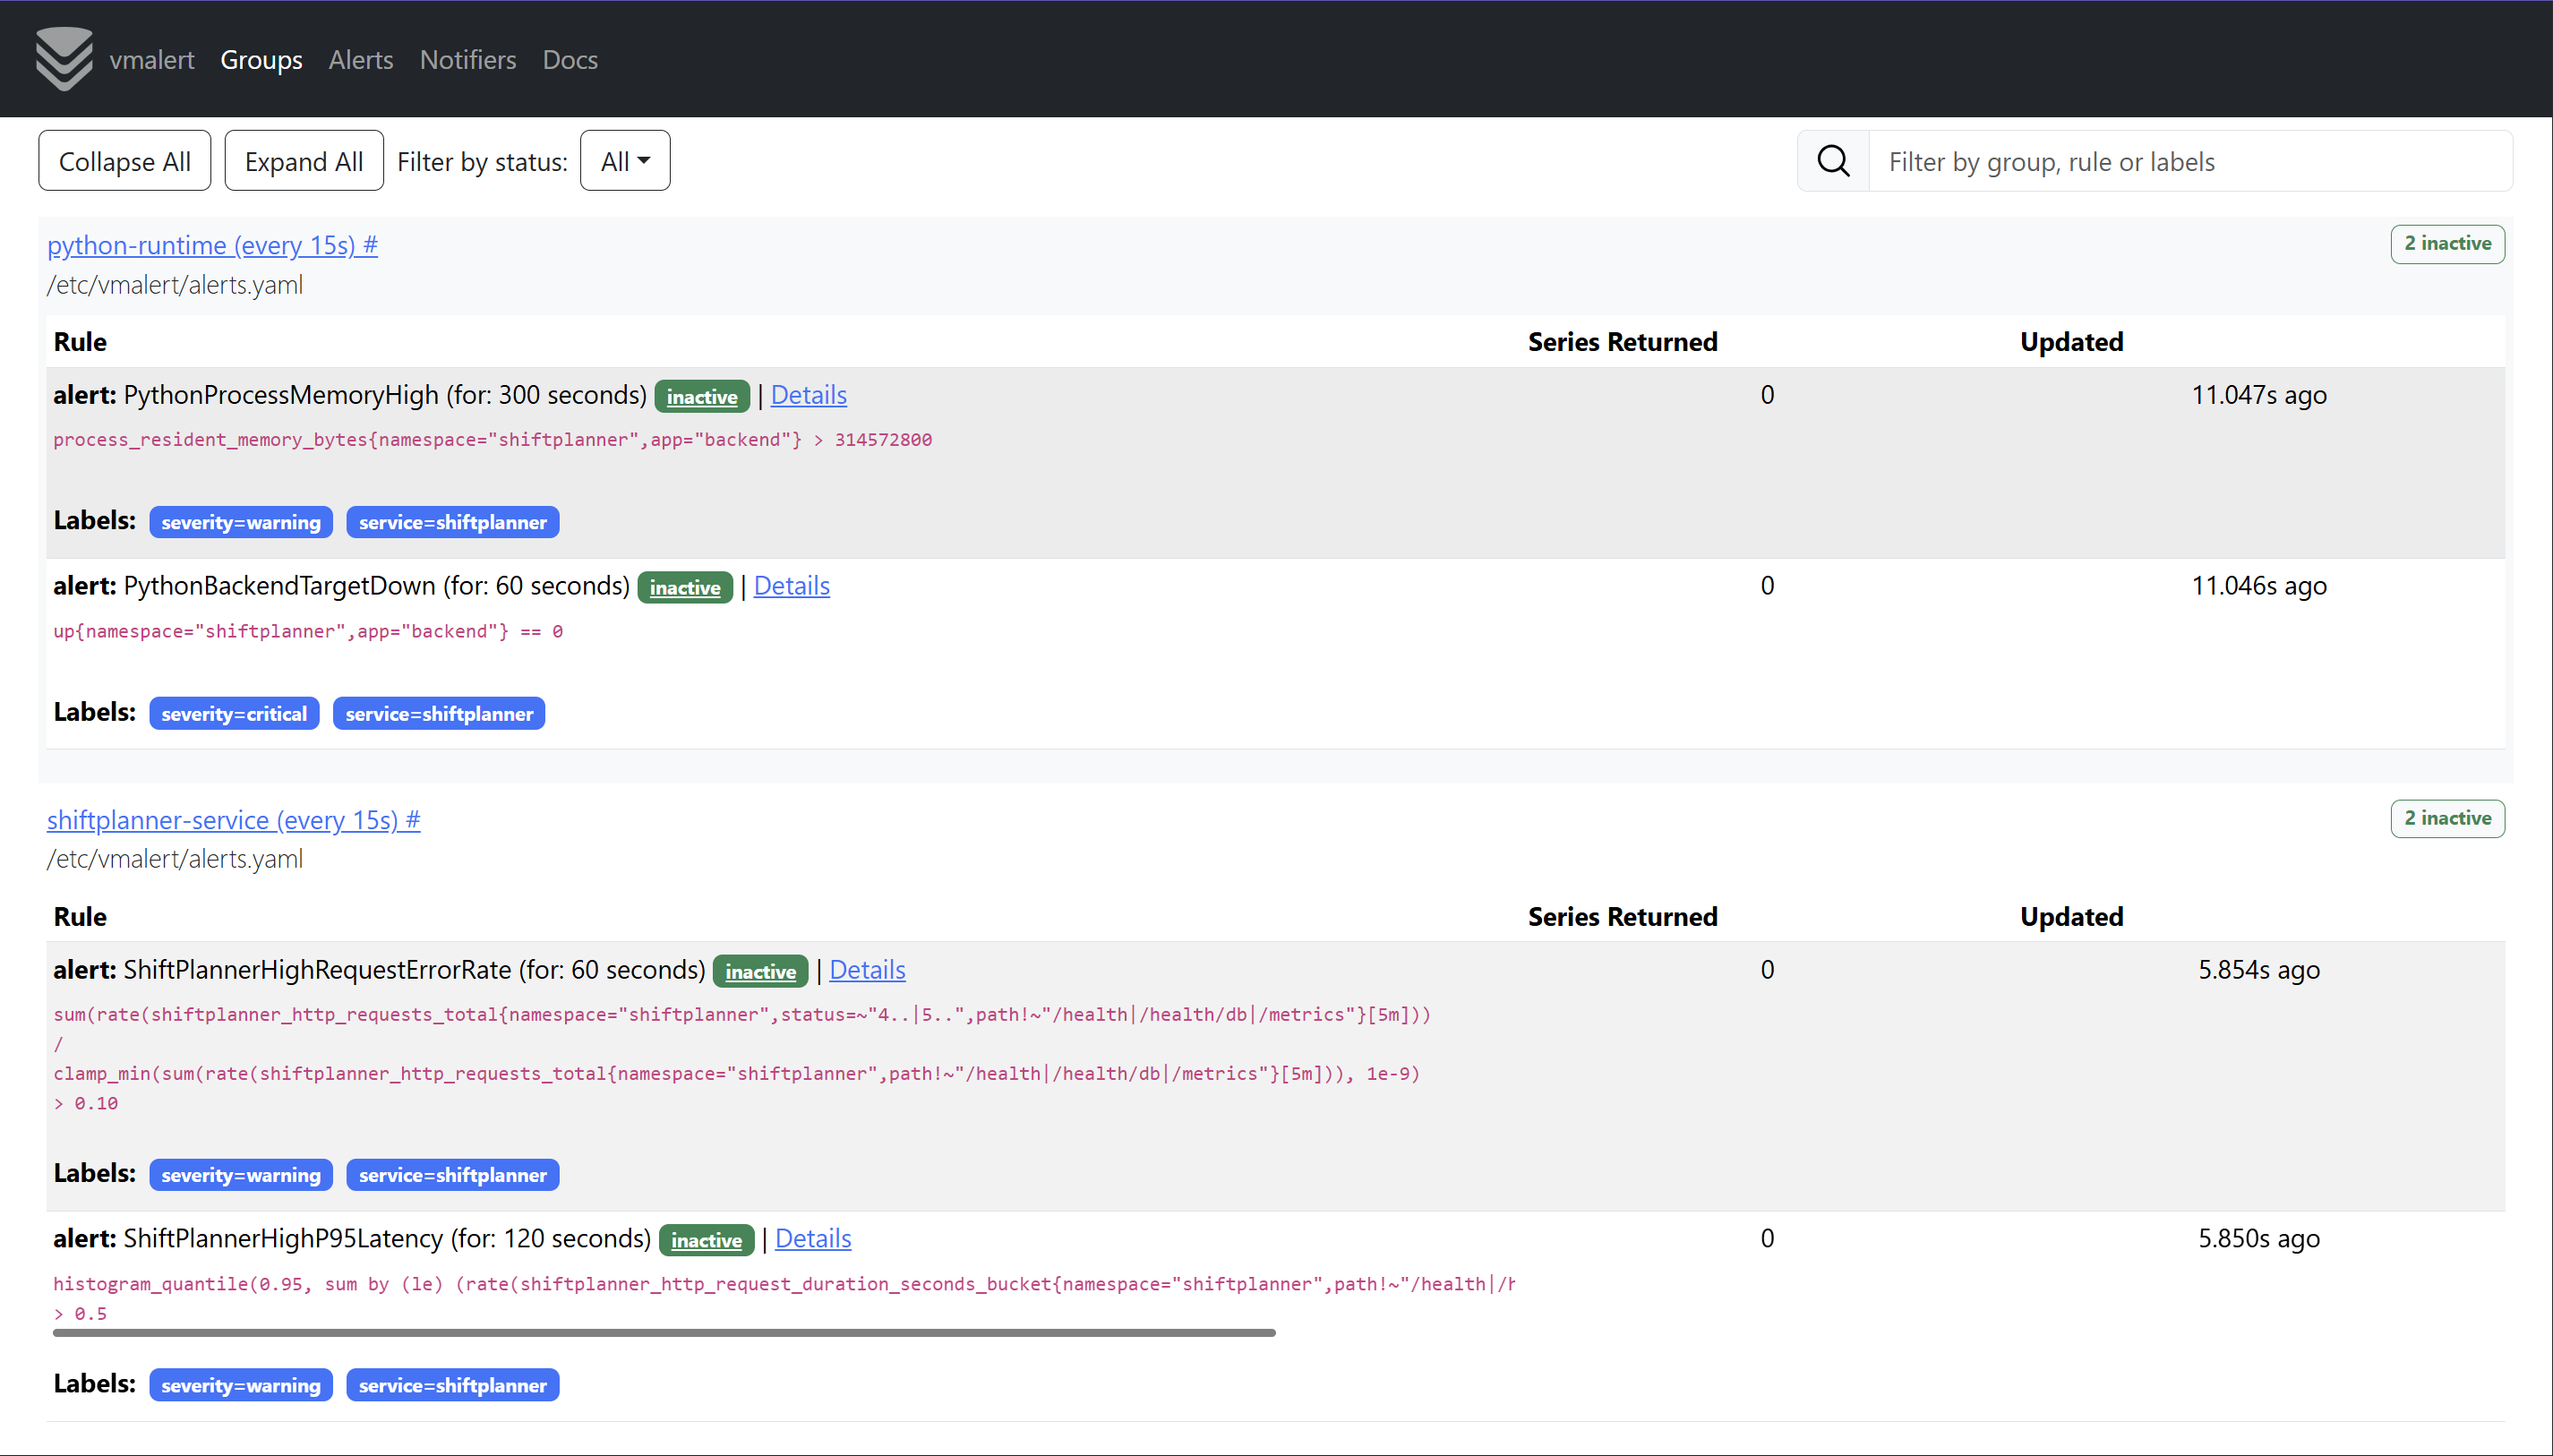 vmalert Groups Alerts Notifiers Docs
Collapse All Expand All Filter by status: All Filter by group, rule or labels
python-runtime (every 15s) # 2 inactive
/etc/vmalert/alerts.yaml
Rule Series Returned Updated
alert: PythonProcessMemoryHigh (for: 300 seconds) inactive | Details 0 11.047s ago
process_resident_memory_bytes{namespace="shiftplanner",app="backend"} > 314572800
Labels: severity=warning service=shiftplanner
alert: PythonBackendTargetDown (for: 60 seconds) inactive | Details 0 11.046s ago
up{namespace="shiftplanner",app="backend"} == 0
Labels: severity=critical service=shiftplanner
shiftplanner-service (every 15s) # 2 inactive
/etc/vmalert/alerts.yaml
Rule Series Returned Updated
alert: ShiftPlannerHighRequestErrorRate (for: 60 seconds) inactive | Details 0 5.854s ago
sum(rate(shiftplanner_http_requests_total{namespace="shiftplanner",status=~"4..|5..",path!~"/health|/health/db|/metrics"}[5m]))
/
clamp_min(sum(rate(shiftplanner_http_requests_total{namespace="shiftplanner",path!~"/health|/health/db|/metrics"}[5m])), 1e-9)
> 0.10
Labels: severity=warning service=shiftplanner
alert: ShiftPlannerHighP95Latency (for: 120 seconds) inactive | Details 0 5.850s ago
histogram_quantile(0.95, sum by (le) (rate(shiftplanner_http_request_duration_seconds_bucket{namespace="shiftplanner",path!~"/health|/
> 0.5
Labels: severity=warning service=shiftplanner